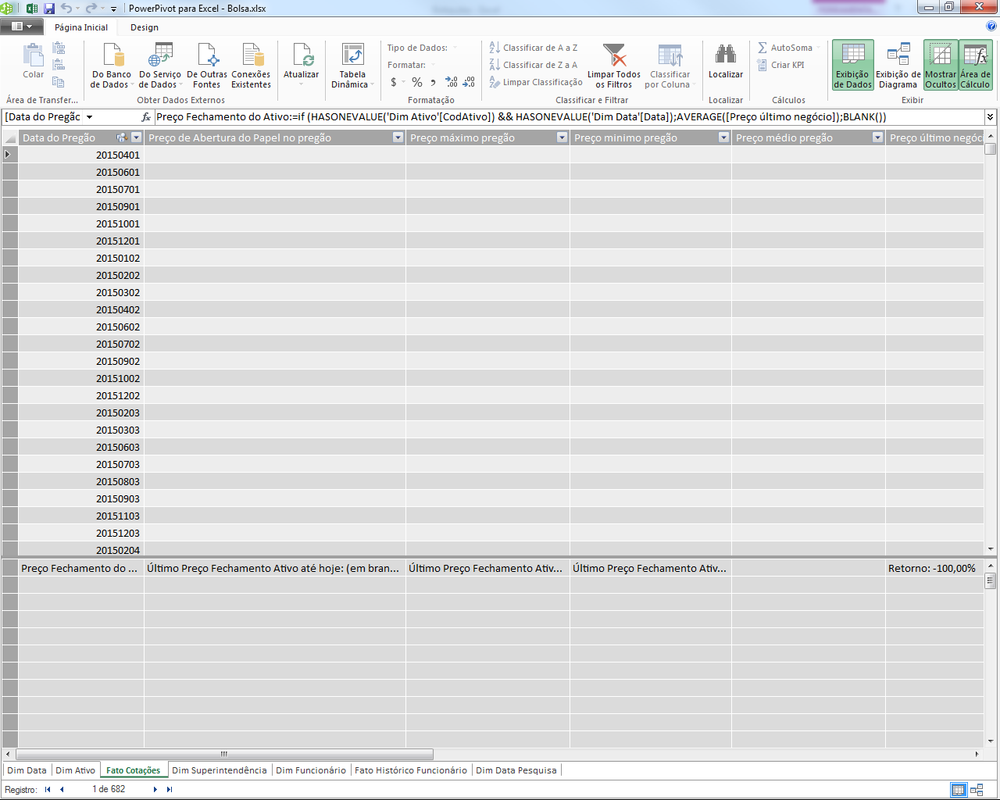 PowerPivot para Excel - Bolsa.xlsx
Página Inicial
Design
Colar
Área de Transfer...
Do Banco de Dados
Do Serviço de Dados
De Outras Fontes
Conexões Existentes
Obter Dados Externos
Atualizar
Tabela Dinâmica
Tipo de Dados:
Formatar:
$ % ,
Formatação
Classificar de A a Z
Classificar de Z a A
Limpar Classificação
Limpar Todos os Filtros
Classificar por Coluna
Classificar e Filtrar
Localizar
Localizar
AutoSoma
Criar KPI
Cálculos
Exibição de Dados
Exibição de Diagrama
Mostrar Ocultos
Área de Cálculo
Exibir
[Data do Pregão fx Preço Fechamento do Ativo:=if (HASONEVALUE('Dim Ativo'[CodAtivo]) && HASONEVALUE('Dim Data'[Data]);AVERAGE([Preço último negócio]);BLANK())
Data do Pregão Preço de Abertura do Papel no pregão Preço máximo pregão Preço minimo pregão Preço médio pregão Preço último negóci
20150401
20150601
20150701
20150901
20151001
20151201
20150102
20150202
20150302
20150402
20150602
20150702
20150902
20151002
20151202
20150203
20150303
20150603
20150703
20150803
20150903
20151103
20151203
20150204
Preço Fechamento do ... Último Preço Fechamento Ativo até hoje: (em bran... Último Preço Fechamento Ativ... Último Preço Fechamento Ativ... Retorno: -100,00%
Dim Data Dim Ativo Fato Cotações Dim Superintendência Dim Funcionário Fato Histórico Funcionário Dim Data Pesquisa
Registro: 1 de 682